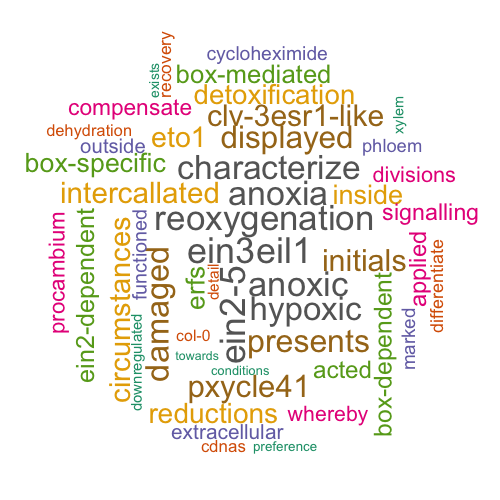 cycloheximide
recovery
exists
box-mediated
detoxification
compensate
cly-3esr1-like
xylem
dehydration
eto1
displayed
outside
phloem
box-specific
characterize
divisions
intercallated
anoxia
inside
procambium
ein2-dependent
circumstances
functioned
reoxygenation
signalling
damaged
ein3eil1
initials
applied
differentiate
erfs
detail
ein2-5
anoxic
hypoxic
box-dependent
marked
downregulated
col-0
presents
towards
conditions
acted
pxycle41
reductions
whereby
extracellular
cdnas
preference